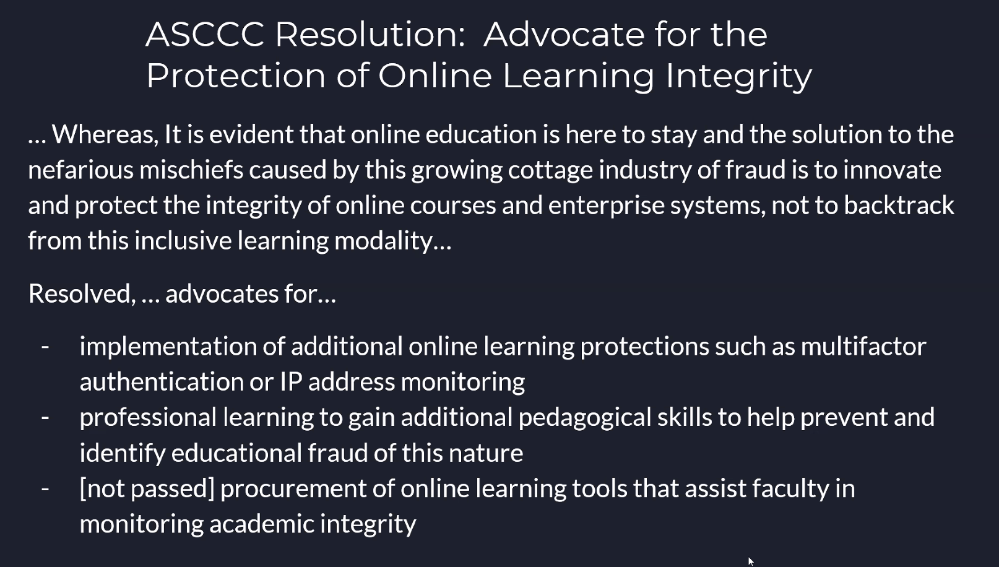 ASCCC Resolution:  Advocate for the
Protection of Online Learning Integrity
... Whereas, It is evident that online education is here to stay and the solution to the
nefarious mischiefs caused by this growing cottage industry of fraud is to innovate
and protect the integrity of online courses and enterprise systems, not to backtrack
from this inclusive learning modality...
Resolved, ... advocates for...
- implementation of additional online learning protections such as multifactor
authentication or IP address monitoring
- professional learning to gain additional pedagogical skills to help prevent and
identify educational fraud of this nature
- [not passed] procurement of online learning tools that assist faculty in
monitoring academic integrity